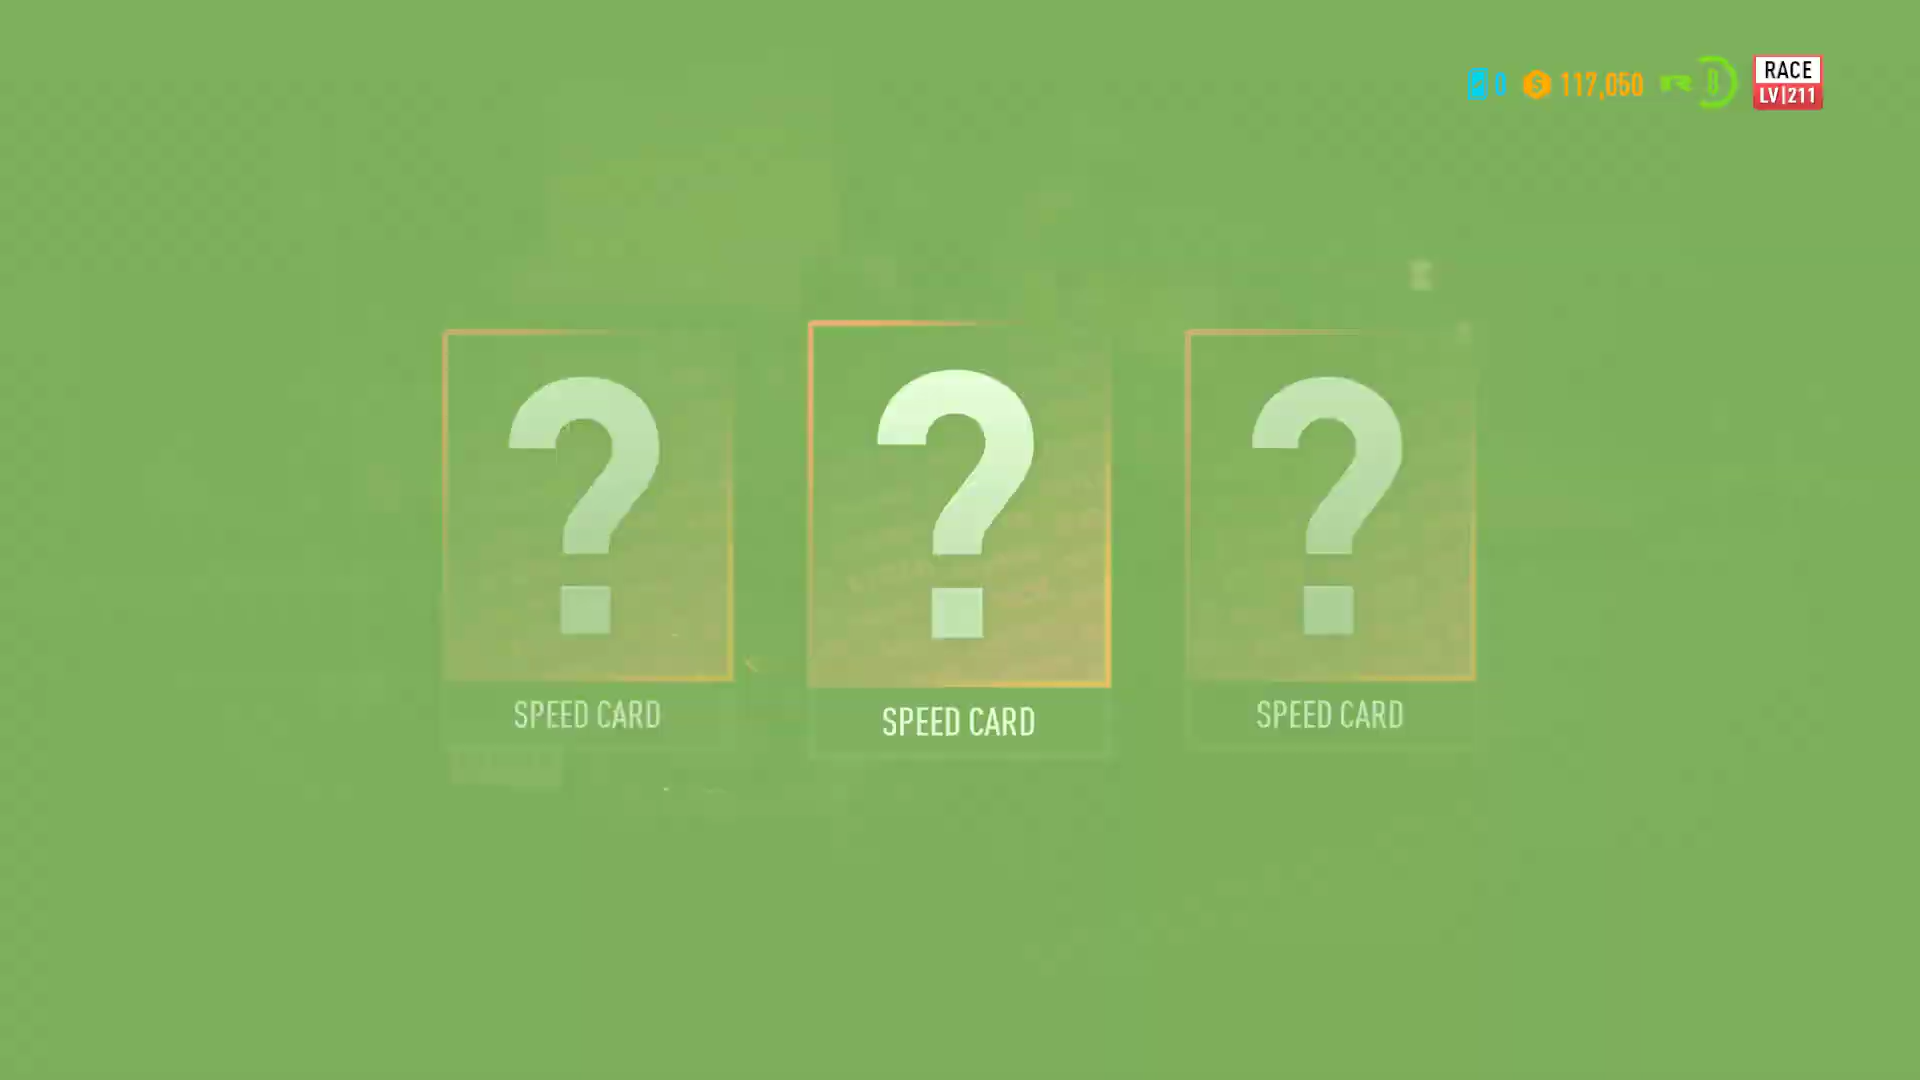 0 117,050 8 RACE
LV|211
?
?
?
SPEED CARD
SPEED CARD
SPEED CARD